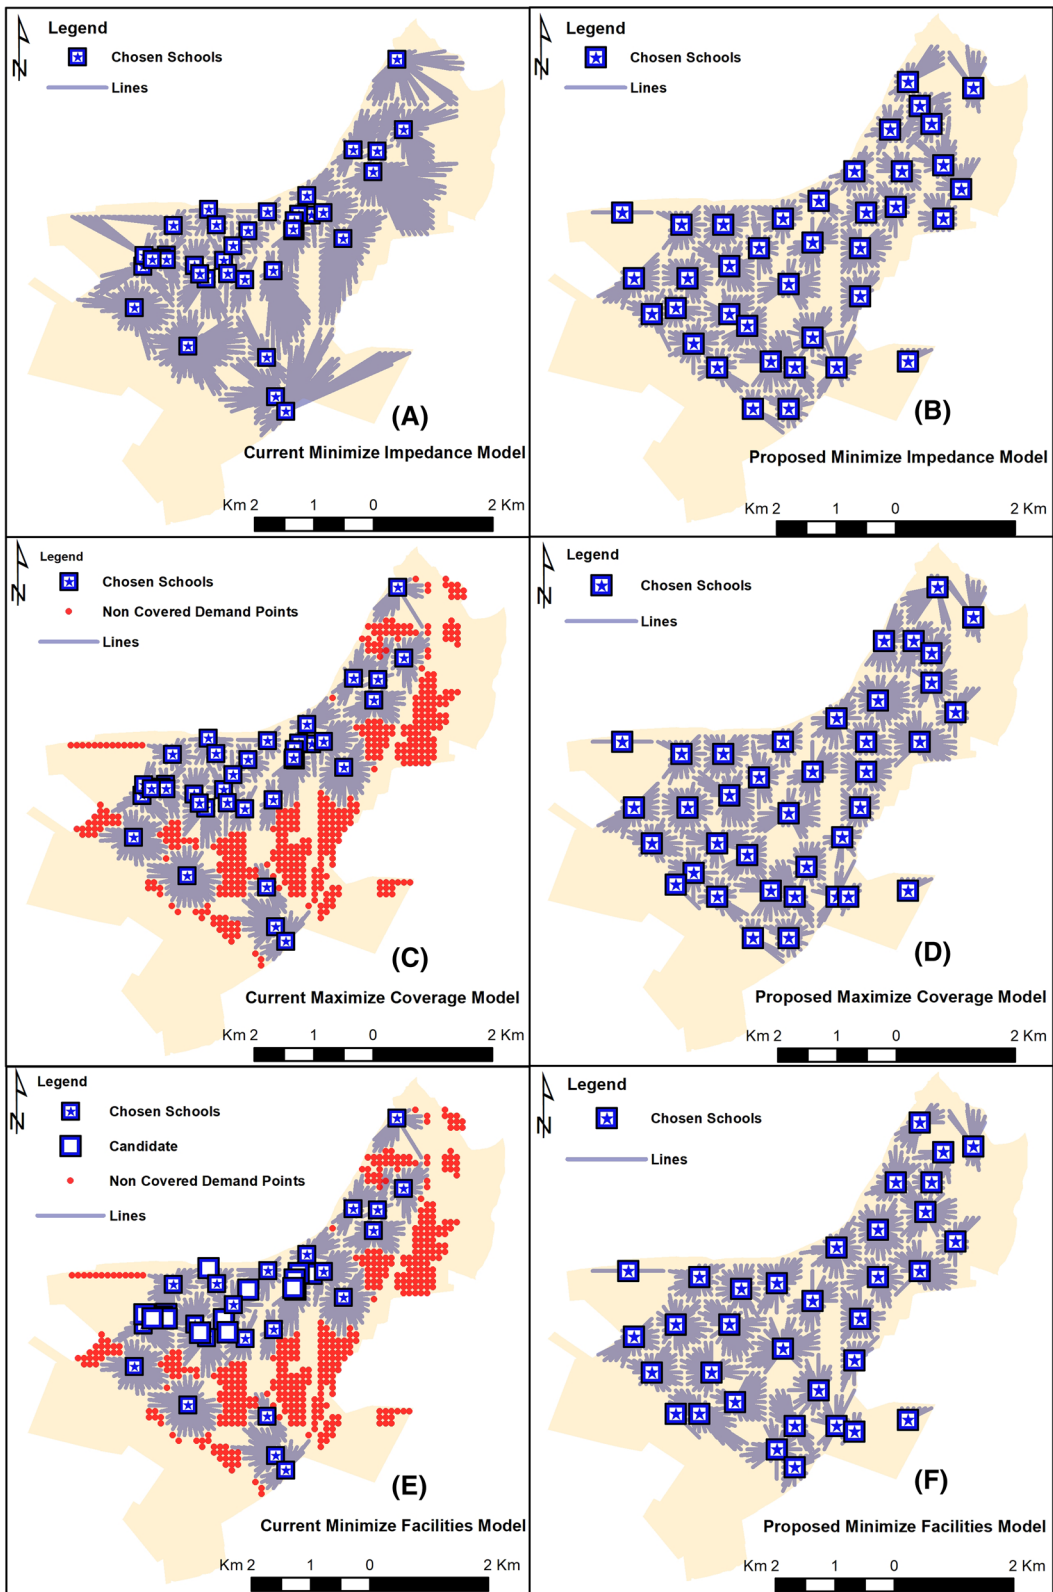 Legend
Chosen Schools
Lines
N
(A)
Current Minimize Impedance Model
Km 2 1 0 2 Km
Legend
Chosen Schools
Lines
N
(B)
Proposed Minimize Impedance Model
Km 2 1 0 2 Km
Legend
Chosen Schools
Non Covered Demand Points
Lines
N
(C)
Current Maximize Coverage Model
Km 2 1 0 2 Km
Legend
Chosen Schools
Lines
N
(D)
Proposed Maximize Coverage Model
Km 2 1 0 2 Km
Legend
Chosen Schools
Candidate
Non Covered Demand Points
Lines
N
(E)
Current Minimize Facilities Model
Km 2 1 0 2 Km
Legend
Chosen Schools
Lines
N
(F)
Proposed Minimize Facilities Model
Km 2 1 0 2 Km